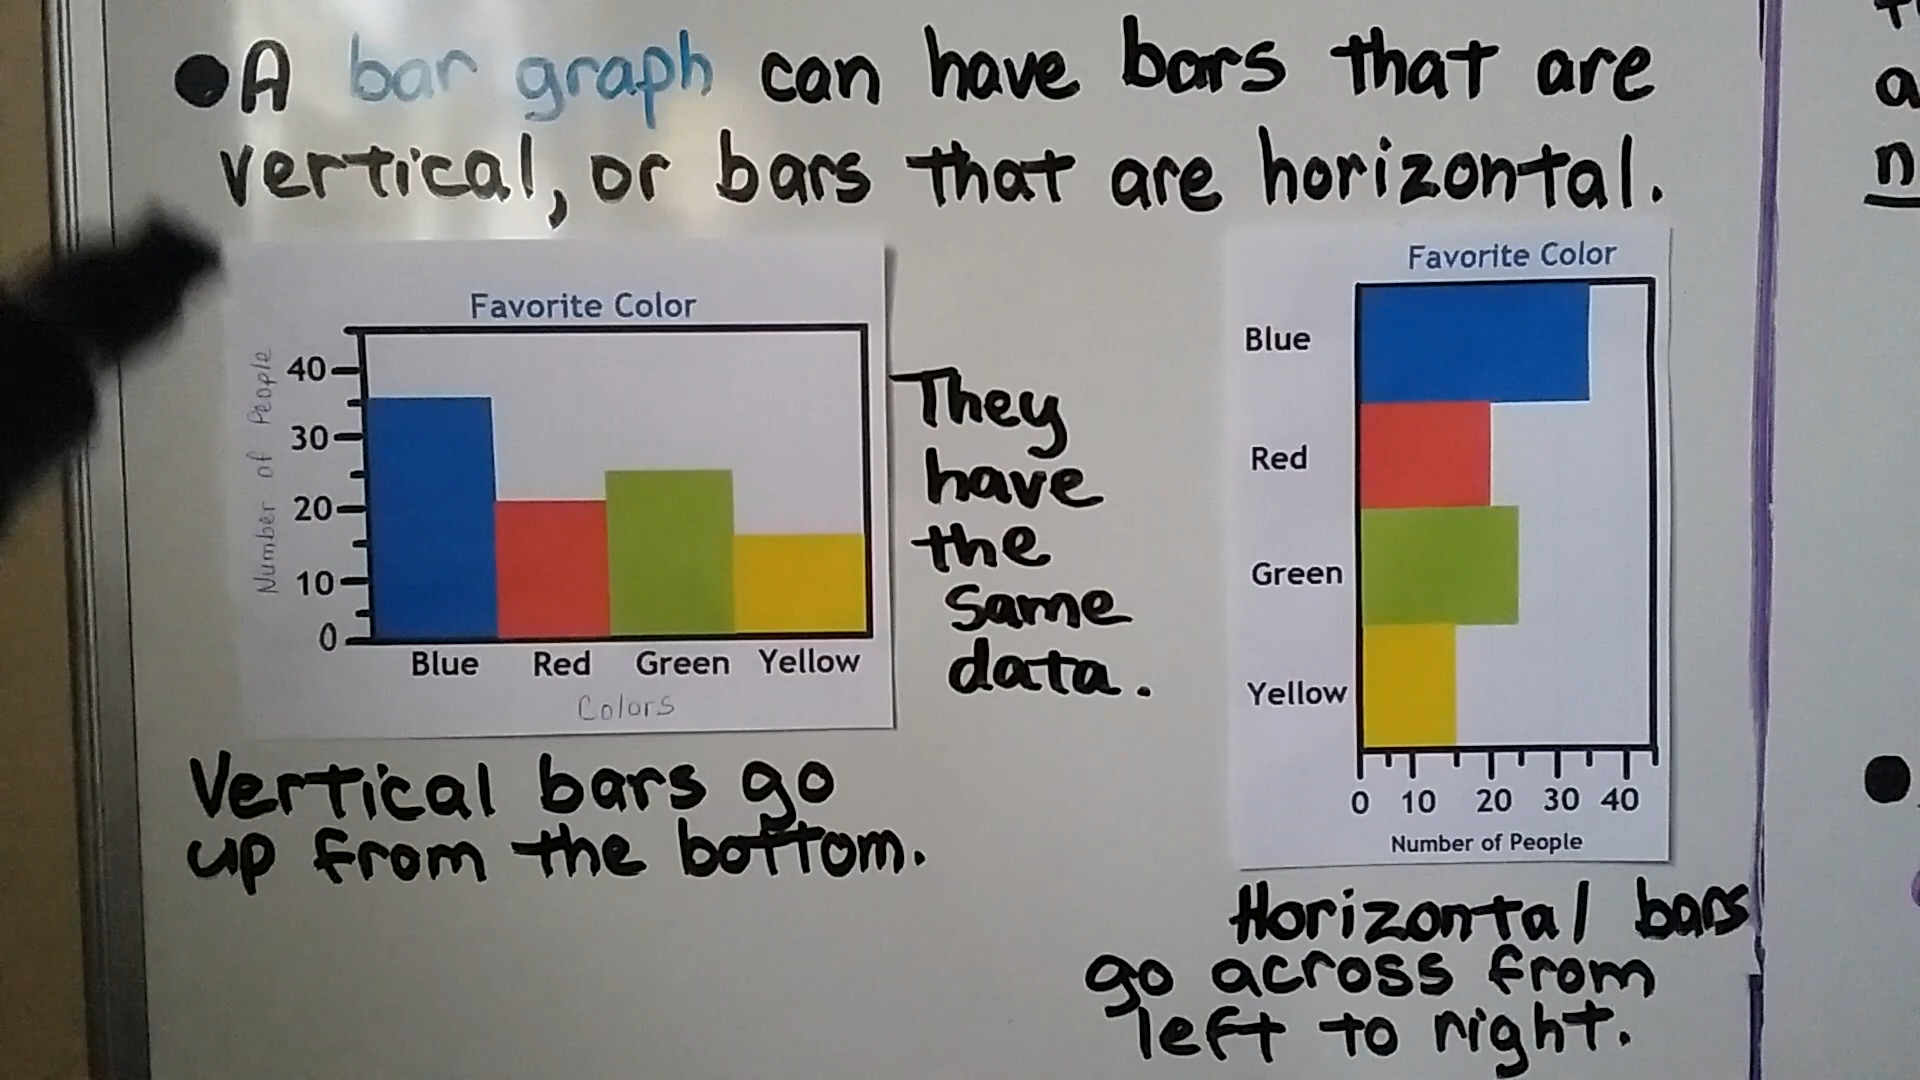 ●A bar graph can have bars that are
vertical, or bars that are horizontal.
Favorite Color
Number of People
40
30
20
10
0
Blue Red Green Yellow
Colors
They
have
the
same
data.
Favorite Color
Blue
Red
Green
Yellow
0 10 20 30 40
Number of People
Vertical bars go
up from the bottom.
Horizontal bars
go across from
left to right.
a
n